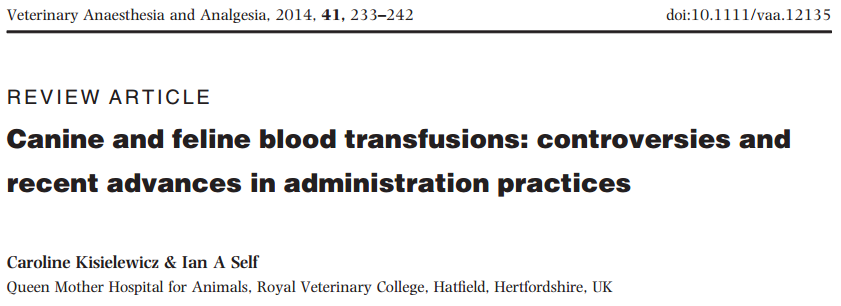 Veterinary Anaesthesia and Analgesia, 2014, 41, 233–242 doi:10.1111/vaa.12135
REVIEW ARTICLE
Canine and feline blood transfusions: controversies and
recent advances in administration practices
Caroline Kisielewicz & Ian A Self
Queen Mother Hospital for Animals, Royal Veterinary College, Hatfield, Hertfordshire, UK